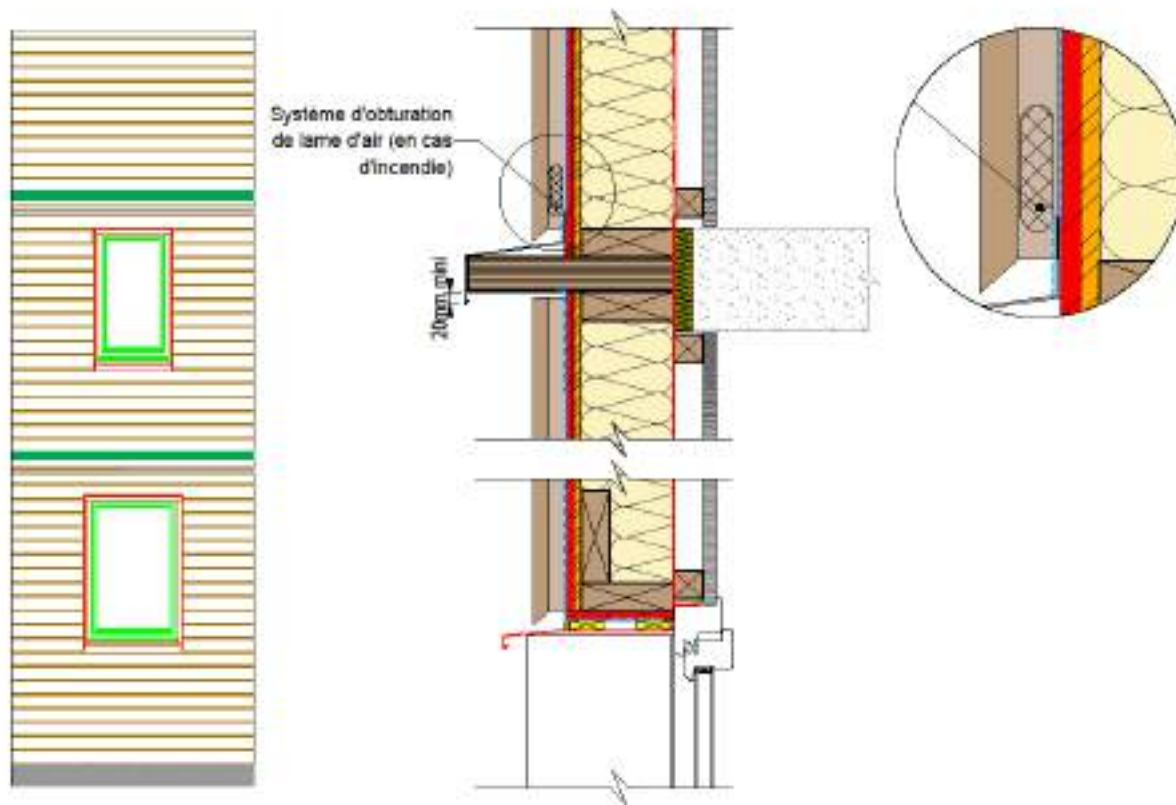 Système d'obturation
de lame d'air (en cas
d'incendie)
20mm mini